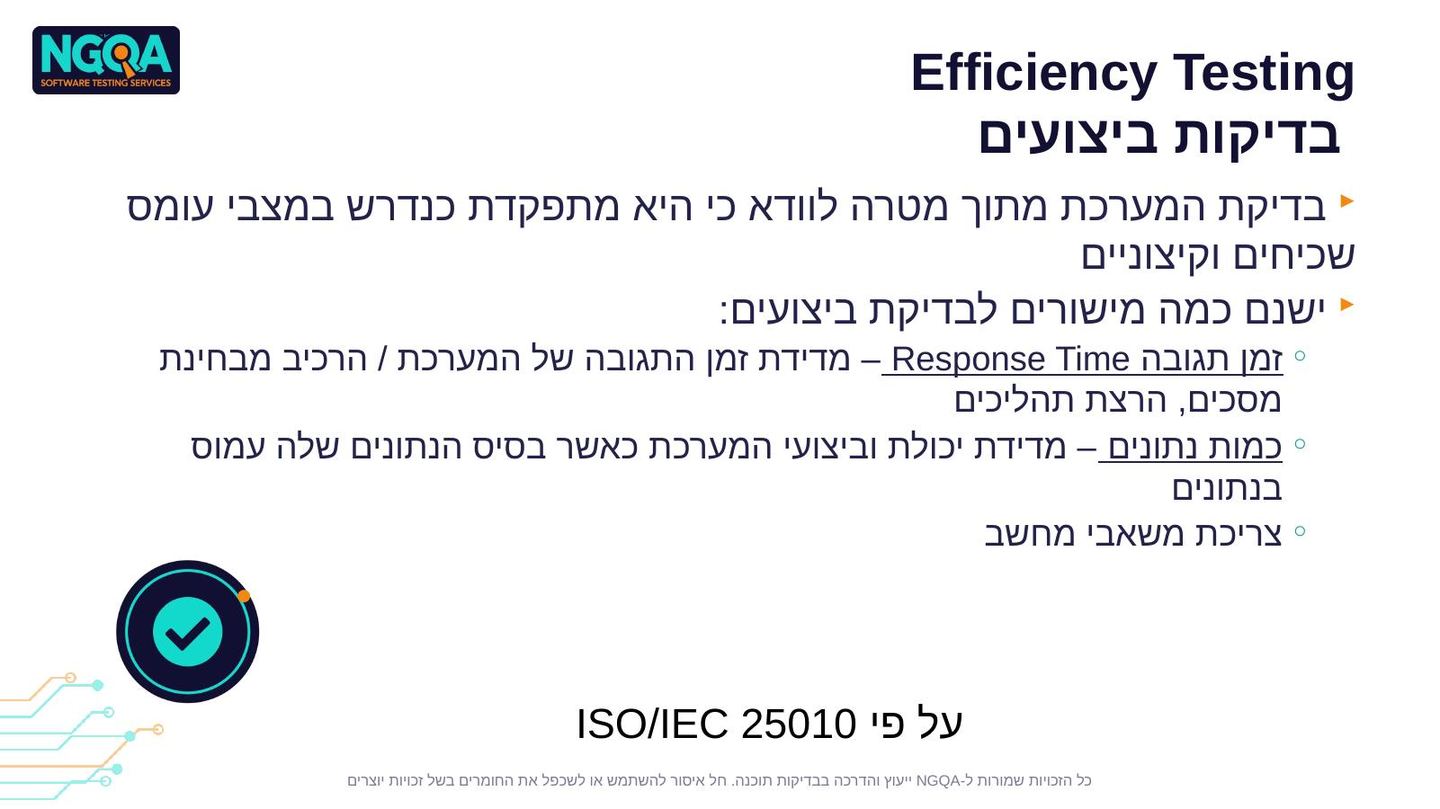 NGQA
SOFTWARE TESTING SERVICES
Efficiency Testing
בדיקות ביצועים
בדיקת המערכת מתוך מטרה לוודא כי היא מתפקדת כנדרש במצבי עומס
שכיחים וקיצוניים
ישנם כמה מישורים לבדיקת ביצועים:
זמן תגובה Response Time – מדידת זמן התגובה של המערכת / הרכיב מבחינת
מסכים, הרצת תהליכים
כמות נתונים – מדידת יכולת וביצועי המערכת כאשר בסיס הנתונים שלה עמוס
בנתונים
צריכת משאבי מחשב
על פי ISO/IEC 25010
כל הזכויות שמורות ל-NGQA ייעוץ והדרכה בבדיקות תוכנה. חל איסור להשתמש או לשכפל את החומרים בשל זכויות יוצרים